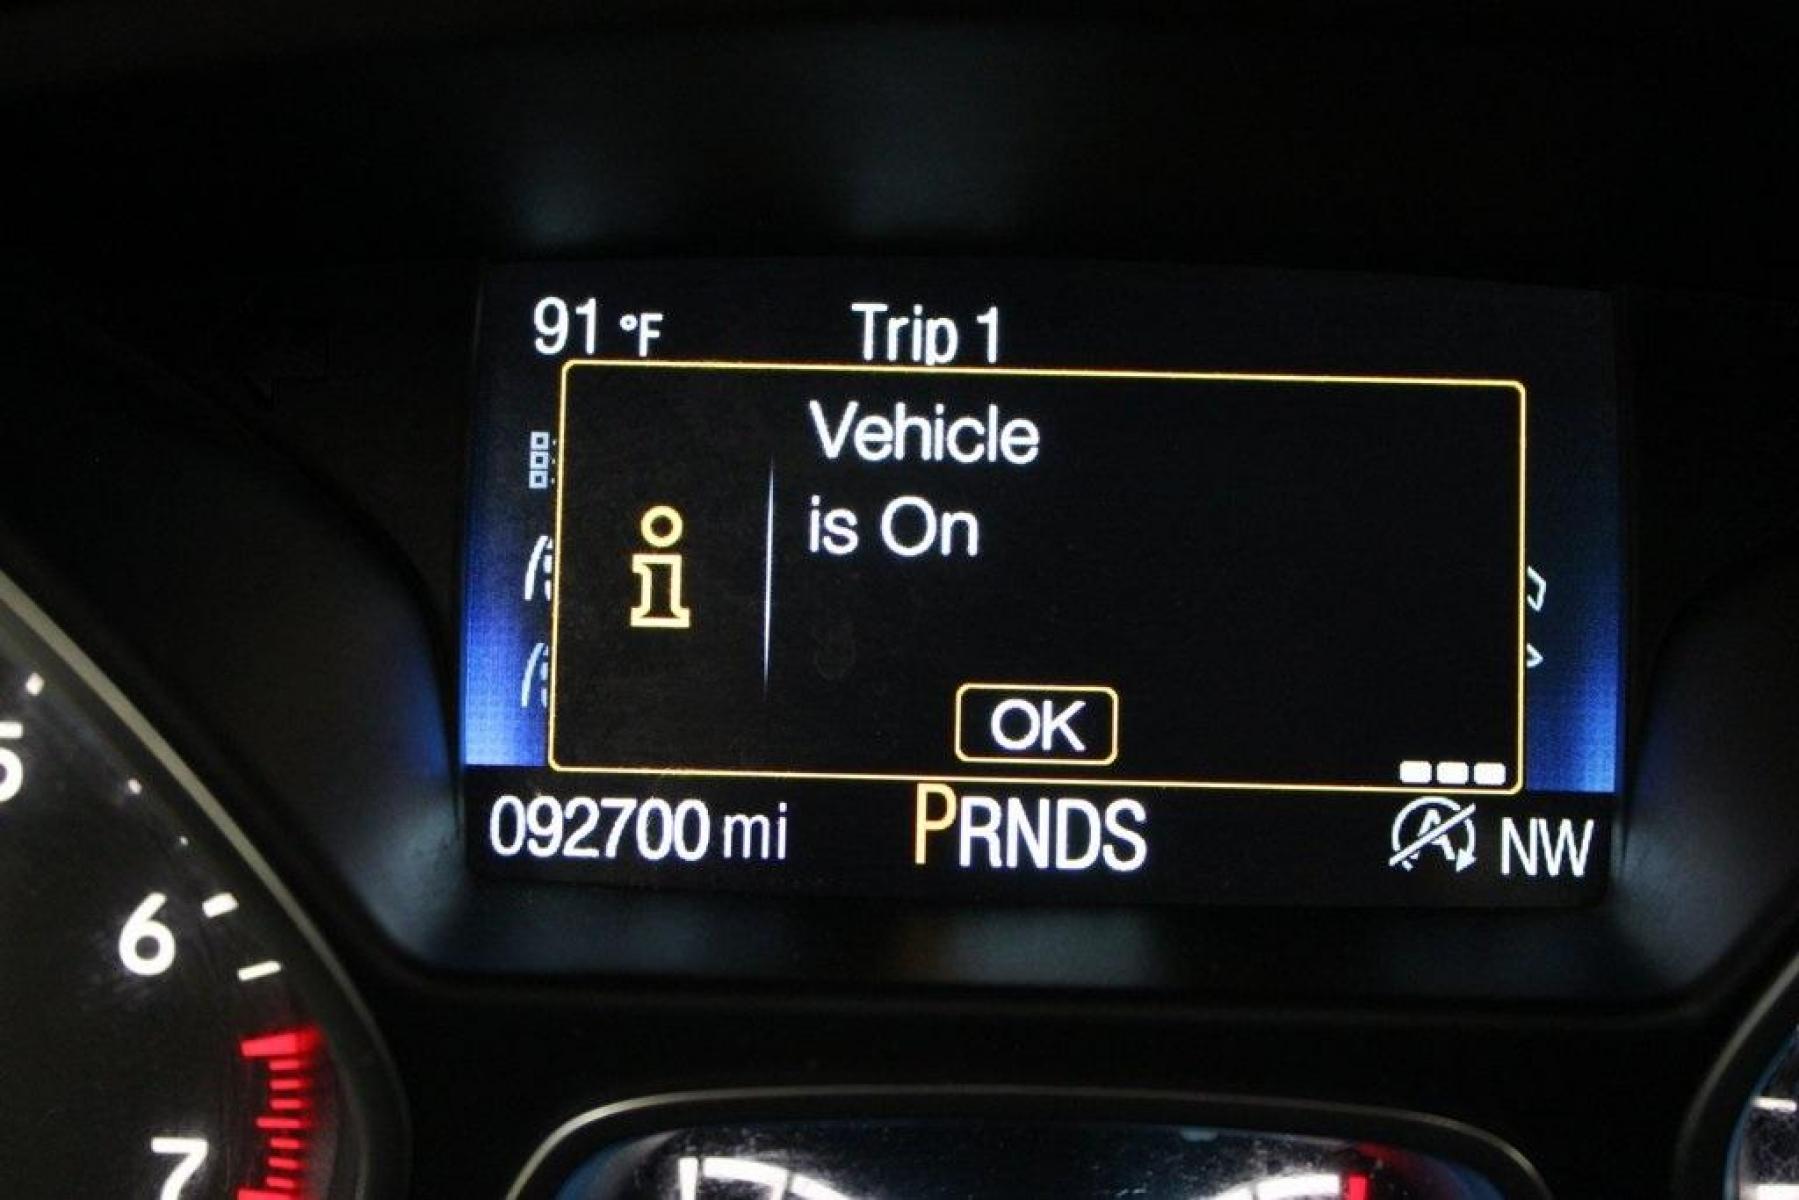 91 °F Trip 1
Vehicle
is On
OK
092700 mi PRNDS NW
5
6
7